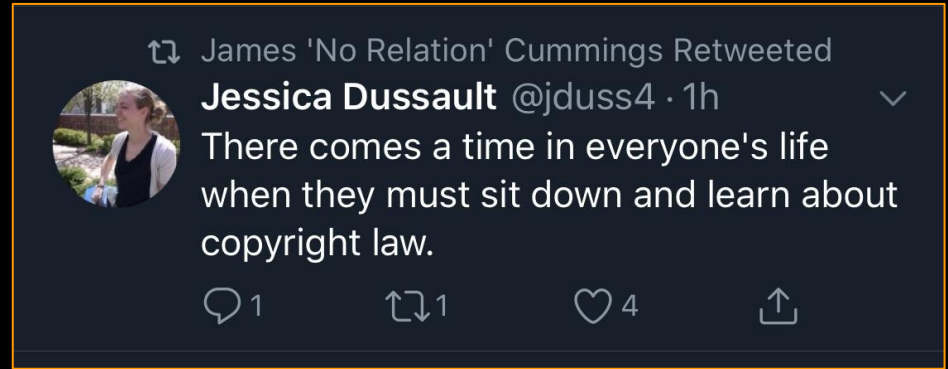 James 'No Relation' Cummings Retweeted
Jessica Dussault @jduss4 · 1h
There comes a time in everyone's life
when they must sit down and learn about
copyright law.
1 1 4